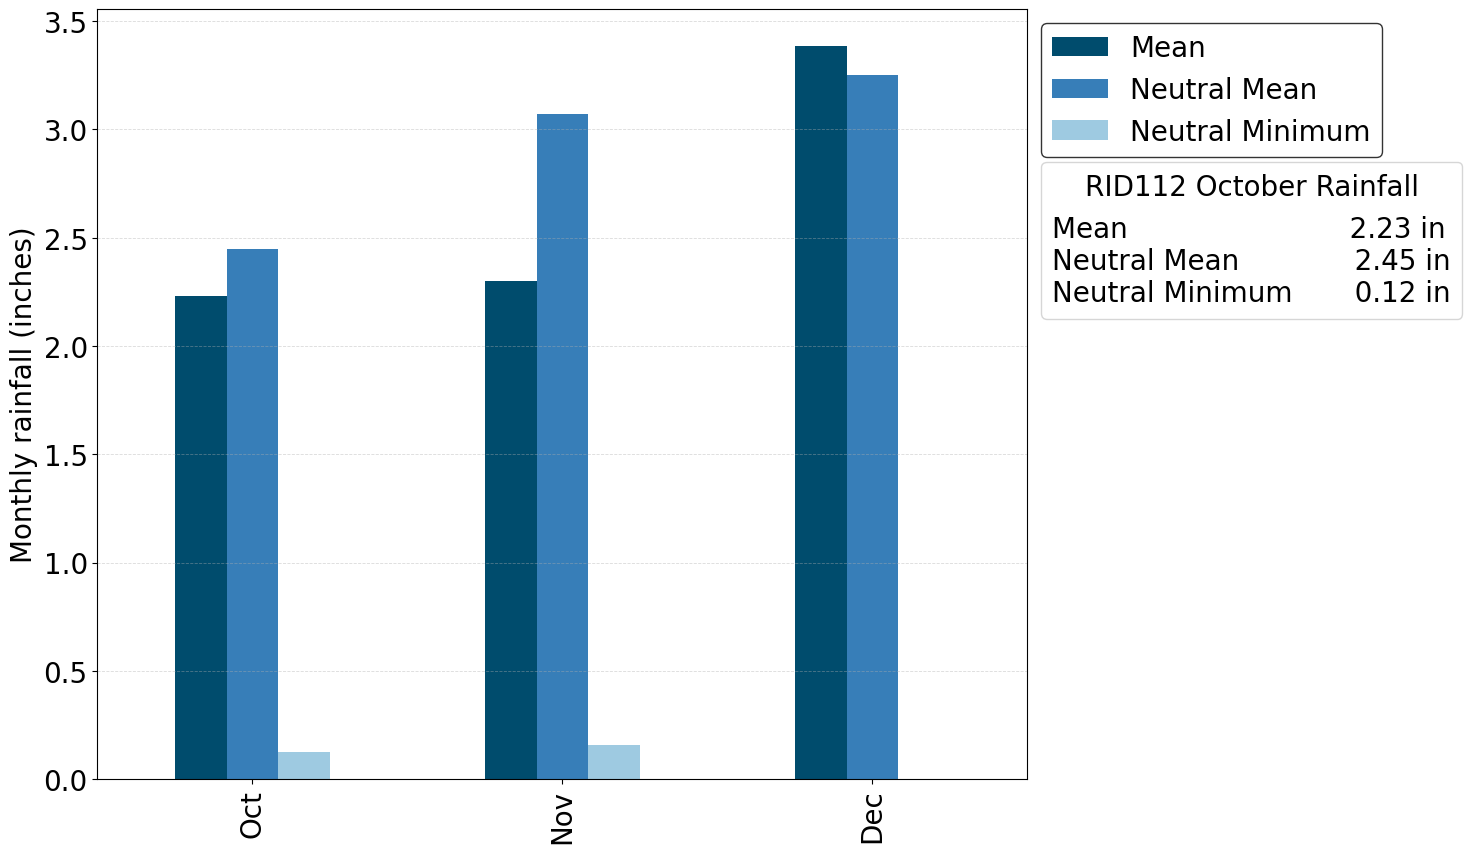 3.5
3.0
2.5
2.0
1.5
1.0
0.5
0.0
Monthly rainfall (inches)
Oct
Nov
Dec
Mean
Neutral Mean
Neutral Minimum
RID112 October Rainfall
Mean 2.23 in
Neutral Mean 2.45 in
Neutral Minimum 0.12 in